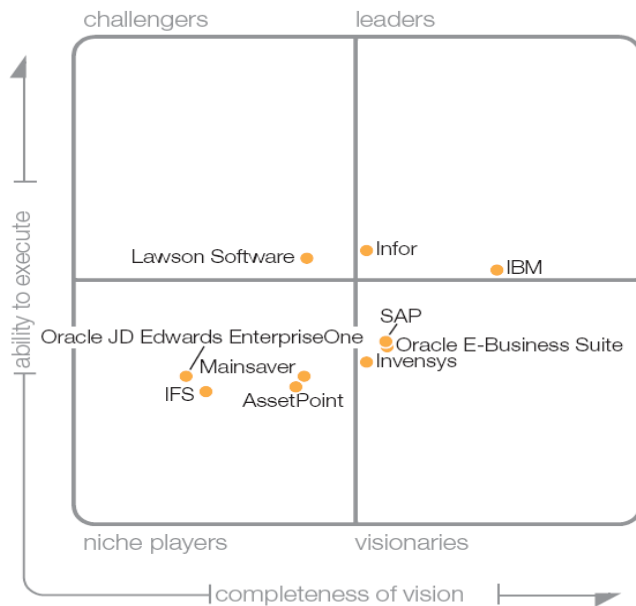 challengers
leaders
ability to execute
Lawson Software
Infor
IBM
SAP
Oracle JD Edwards EnterpriseOne
Oracle E-Business Suite
Mainsaver
Invensys
IFS
AssetPoint
niche players
visionaries
completeness of vision